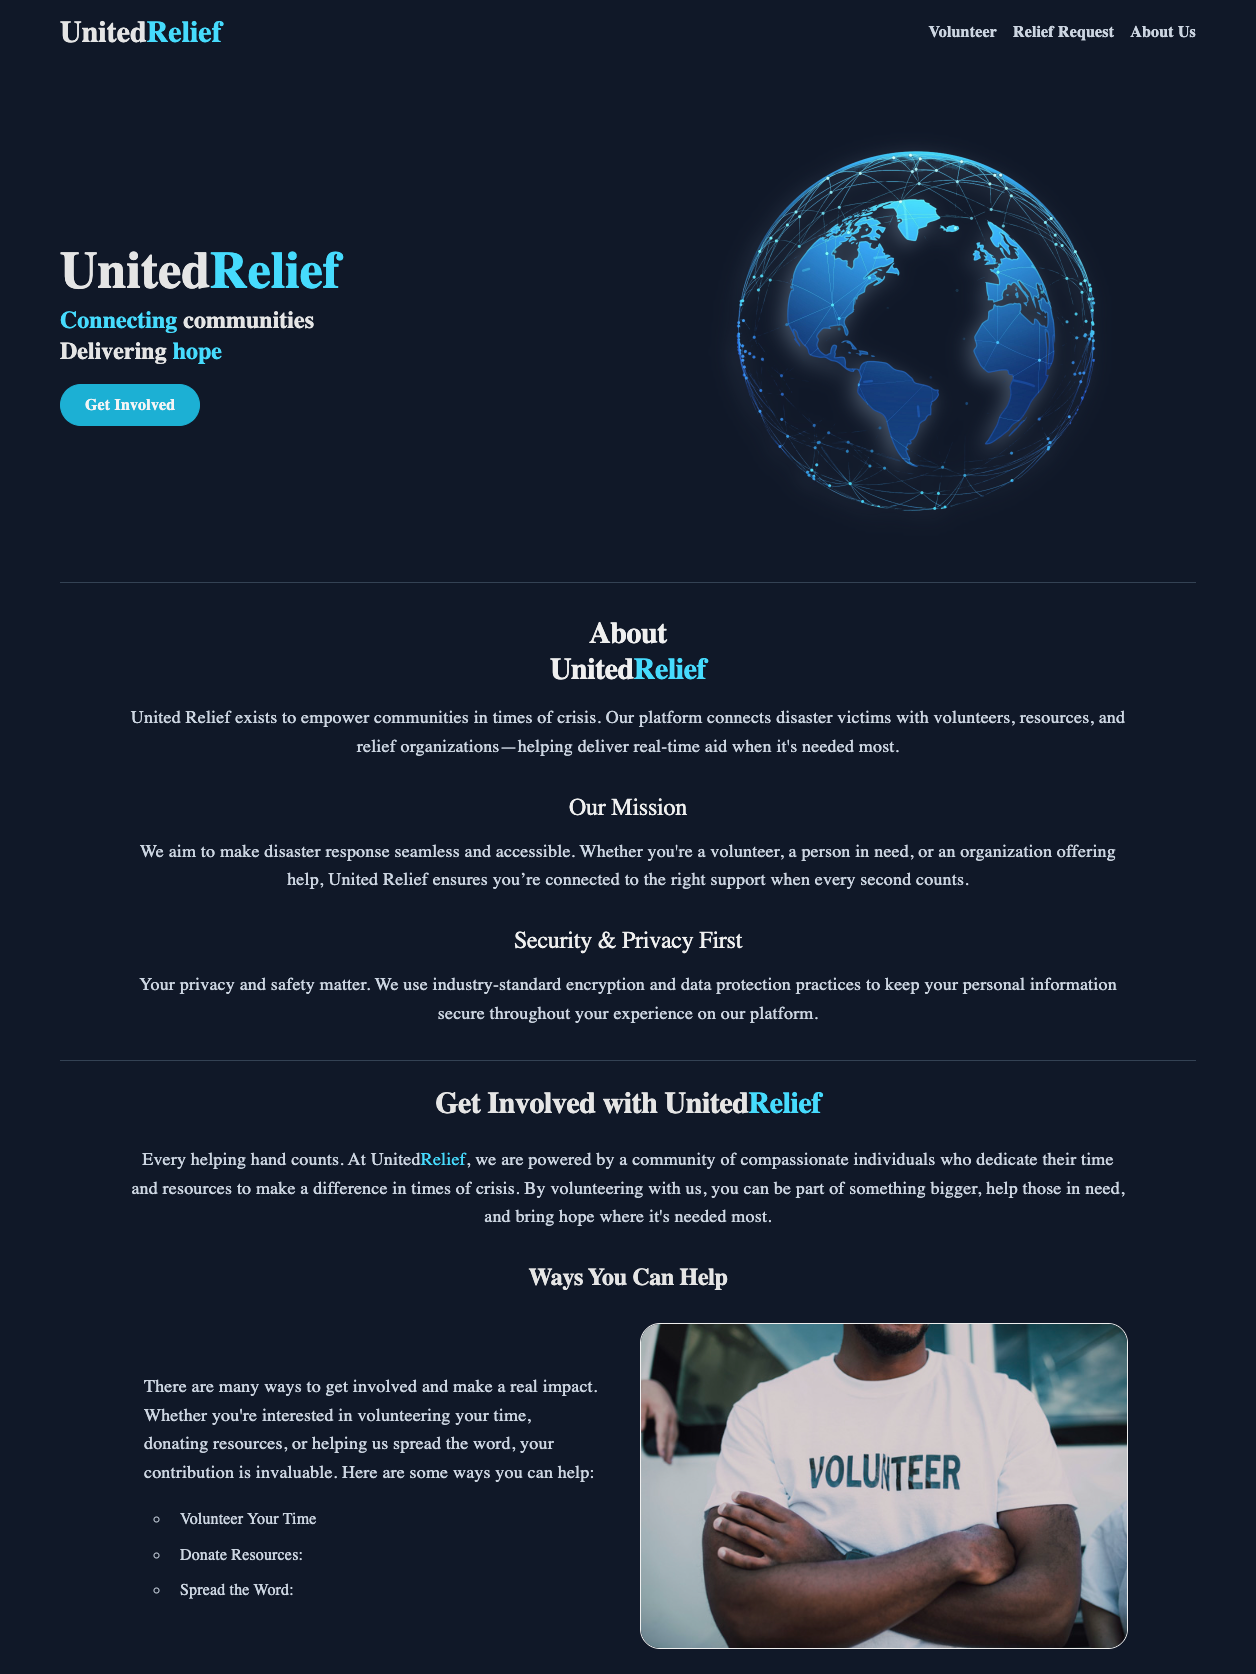 UnitedRelief
Volunteer Relief Request About Us
UnitedRelief
Connecting communities
Delivering hope
Get Involved
About
UnitedRelief
United Relief exists to empower communities in times of crisis. Our platform connects disaster victims with volunteers, resources, and
relief organizations—helping deliver real-time aid when it's needed most.
Our Mission
We aim to make disaster response seamless and accessible. Whether you're a volunteer, a person in need, or an organization offering
help, United Relief ensures you’re connected to the right support when every second counts.
Security & Privacy First
Your privacy and safety matter. We use industry-standard encryption and data protection practices to keep your personal information
secure throughout your experience on our platform.
Get Involved with UnitedRelief
Every helping hand counts. At UnitedRelief, we are powered by a community of compassionate individuals who dedicate their time
and resources to make a difference in times of crisis. By volunteering with us, you can be part of something bigger, help those in need,
and bring hope where it's needed most.
Ways You Can Help
There are many ways to get involved and make a real impact.
Whether you're interested in volunteering your time,
donating resources, or helping us spread the word, your
contribution is invaluable. Here are some ways you can help:
Volunteer Your Time
Donate Resources:
Spread the Word:
VOLUNTEER